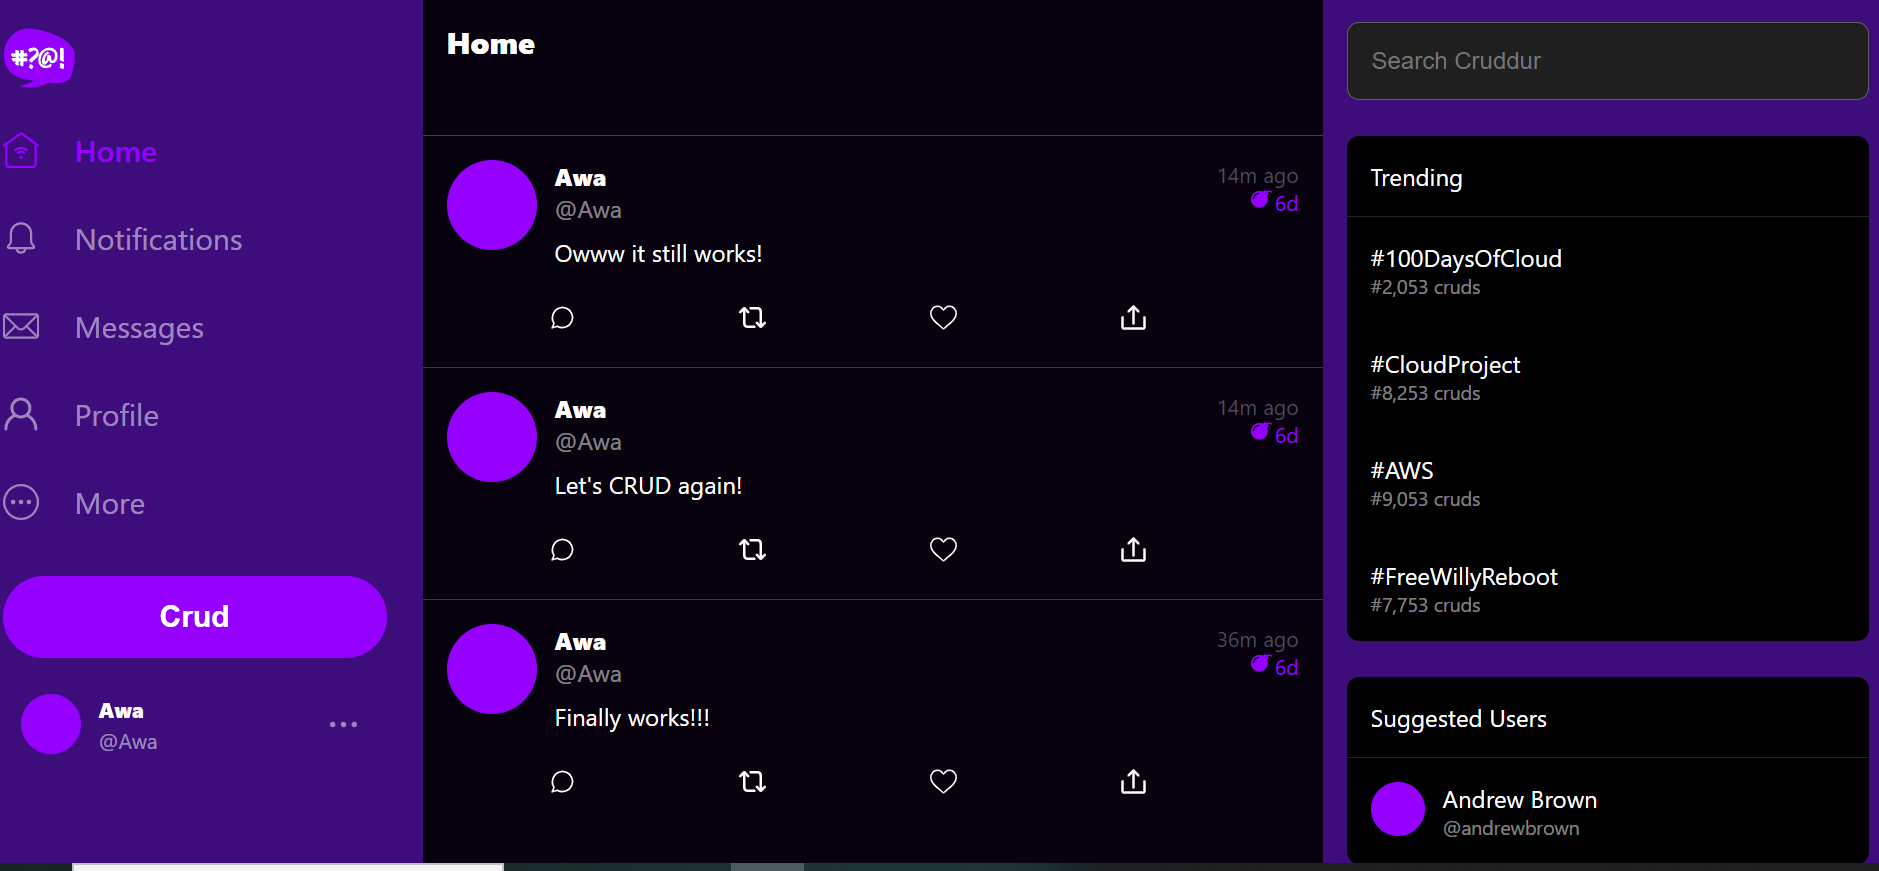 #?@!
Home
Notifications
Messages
Profile
More
Crud
Awa
@Awa
Home
Awa
14m ago
@Awa
6d
Owww it still works!
Awa
14m ago
@Awa
6d
Let's CRUD again!
Awa
36m ago
@Awa
6d
Finally works!!!
Search Cruddur
Trending
#100DaysOfCloud
#2,053 cruds
#CloudProject
#8,253 cruds
#AWS
#9,053 cruds
#FreeWillyReboot
#7,753 cruds
Suggested Users
Andrew Brown
@andrewbrown